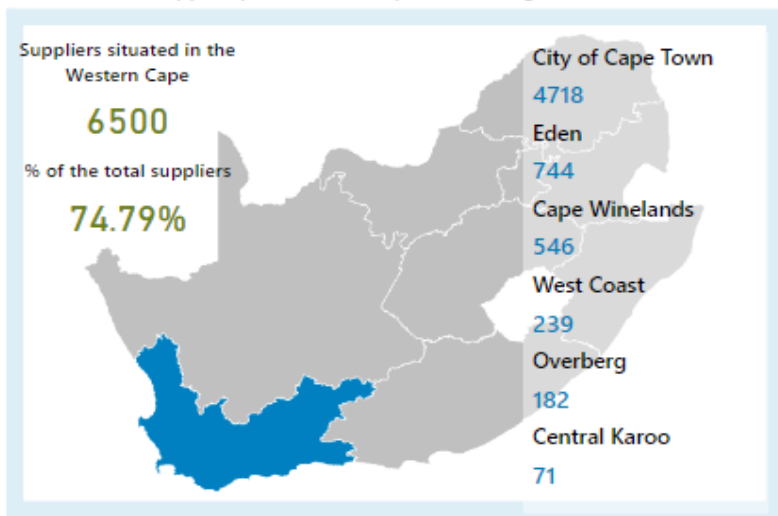 Suppliers situated in the
Western Cape
6500
% of the total suppliers
74.79%
City of Cape Town
4718
Eden
744
Cape Winelands
546
West Coast
239
Overberg
182
Central Karoo
71